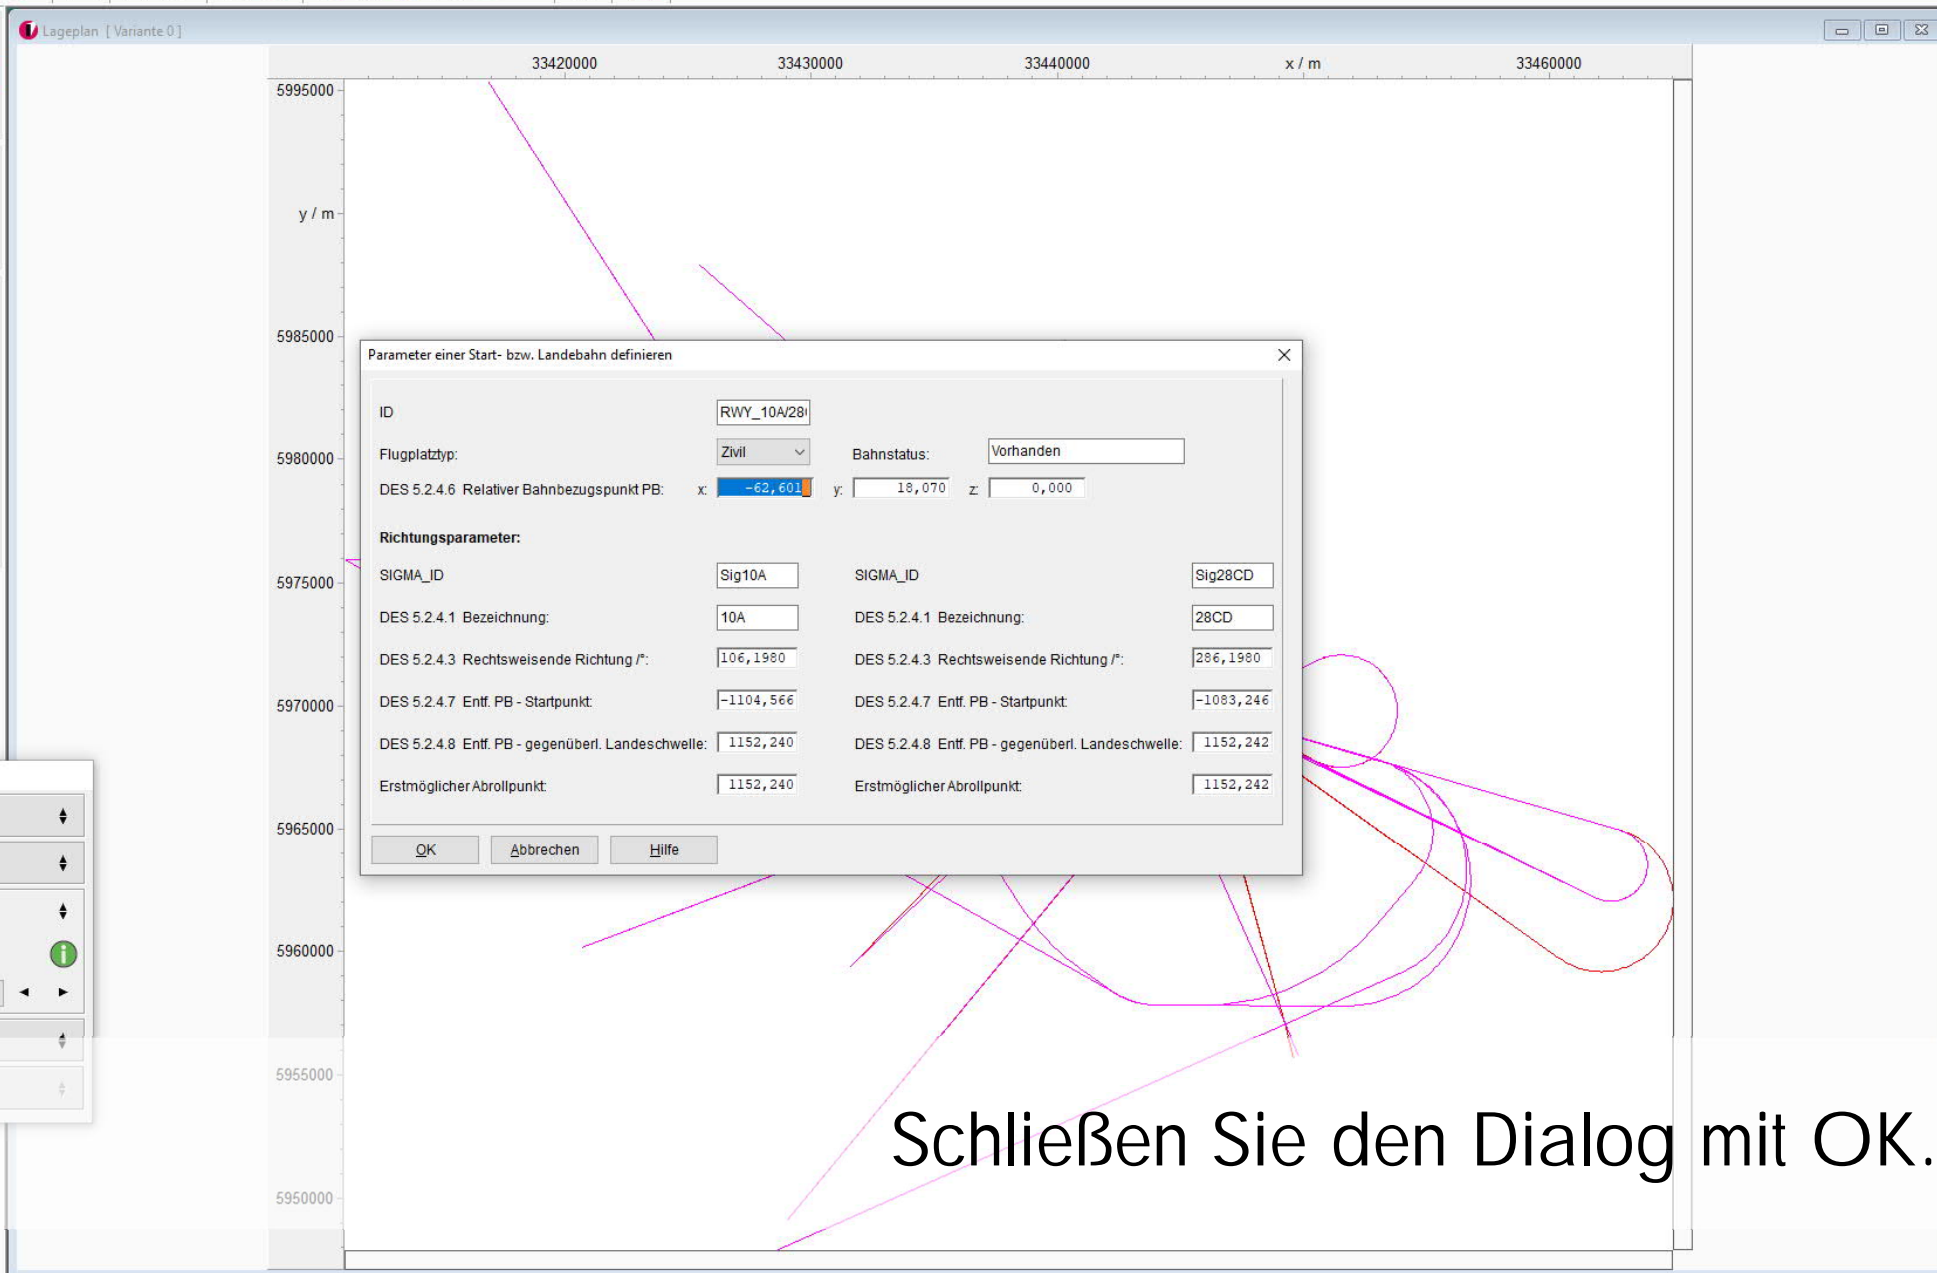 Lageplan [ Variante 0 ]
33420000 33430000 33440000 x / m 33460000
5995000
y / m
5985000
Parameter einer Start- bzw. Landebahn definieren
ID RWY_10A/28
5980000
Flugplatztyp: Zivil Bahnstatus: Vorhanden
DES 5.2.4.6 Relativer Bahnbezugspunkt PB: x: -62,601 y: 18,070 z: 0,000
Richtungsparameter:
5975000
SIGMA_ID Sig10A SIGMA_ID Sig28CD
DES 5.2.4.1 Bezeichnung: 10A DES 5.2.4.1 Bezeichnung: 28CD
DES 5.2.4.3 Rechtsweisende Richtung /°: 106,1980 DES 5.2.4.3 Rechtsweisende Richtung /°: 286,1980
5970000
DES 5.2.4.7 Entf. PB - Startpunkt: -1104,566 DES 5.2.4.7 Entf. PB - Startpunkt: -1083,246
DES 5.2.4.8 Entf. PB - gegenüberl. Landeschwelle: 1152,240 DES 5.2.4.8 Entf. PB - gegenüberl. Landeschwelle: 1152,242
Erstmöglicher Abrollpunkt: 1152,240 Erstmöglicher Abrollpunkt: 1152,242
5965000
OK Abbrechen Hilfe
5960000
5955000
Schließen Sie den Dialog mit OK.
5950000